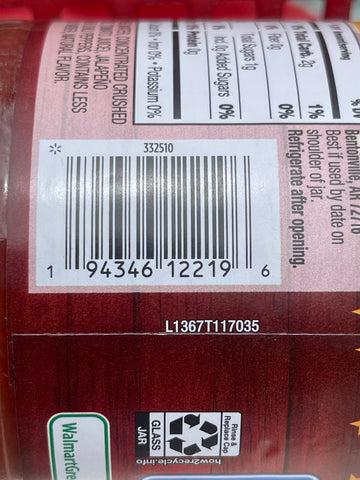 332510
1 94346 12219 6
L1367T117035
WATER, CONCENTRATED CRUSHED
JALAPEÑO
CONTAINS LESS
NATURAL FLAVOR.
Total Carb. 2g 1%
Fiber 0g 0%
Total Sugars 1g
Incl. 0g Added Sugars 0%
Protein 0g
Iron 0% • Potassium 0%
Bentonville, AR 72716
Best if used by date on
shoulder of jar.
Refrigerate after opening.
Rinse &
Replace Cap
GLASS
JAR
how2recycle.info